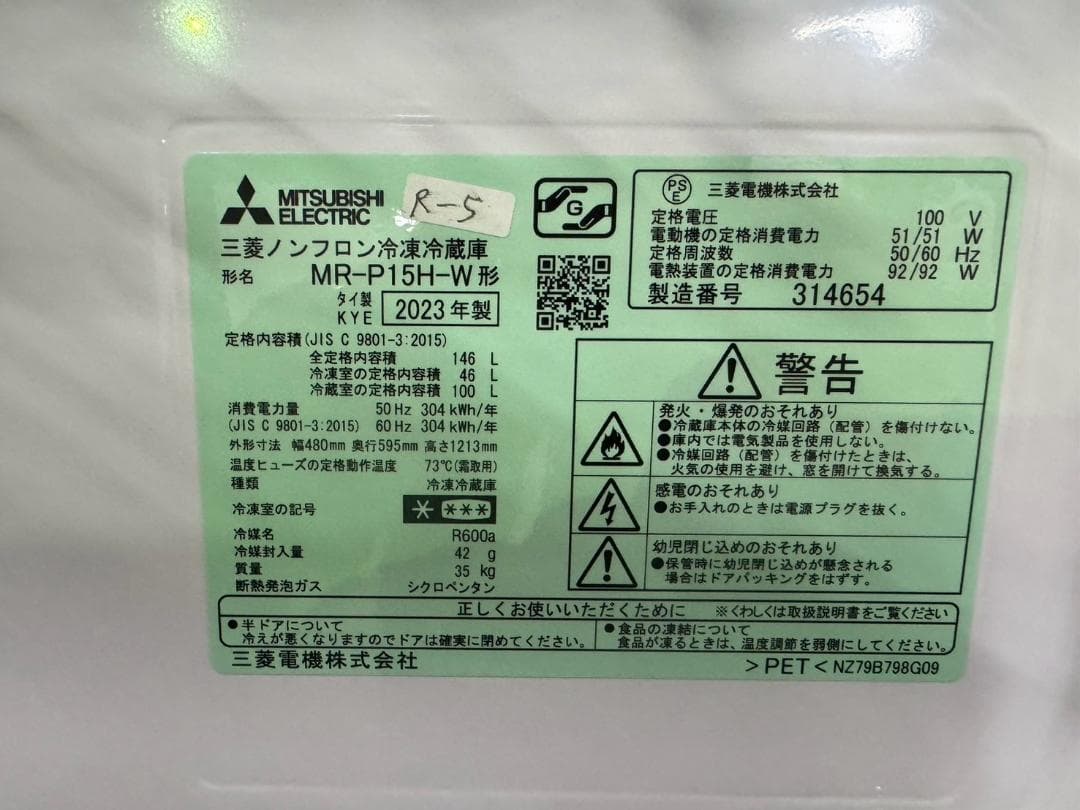 MITSUBISHI
ELECTRIC
R-5
三菱ノンフロン冷凍冷蔵庫
形名 MR-P15H-W形
タイ製
KYE 2023年製
定格内容積(JIS C 9801-3:2015)
全定格内容積 146 L
冷凍室の定格内容積 46 L
冷蔵室の定格内容積 100 L
消費電力量 50Hz 304kWh/年
(JIS C 9801-3:2015) 60Hz 304kWh/年
外形寸法 幅480mm 奥行595mm 高さ1213mm
温度ヒューズの定格動作温度 73℃(霜取用)
種類 冷凍冷蔵庫
冷凍室の記号 * ***
冷媒名 R600a
冷媒封入量 42 g
質量 35 kg
断熱発泡ガス シクロペンタン
G
PS
E
三菱電機株式会社
定格電圧 100 V
電動機の定格消費電力 51/51 W
定格周波数 50/60 Hz
電熱装置の定格消費電力 92/92 W
製造番号 314654
警告
発火・爆発のおそれあり
●冷蔵庫本体の冷媒回路(配管)を傷付けない。
●庫内では電気製品を使用しない。
●冷媒回路(配管)を傷付けたときは、
火気の使用を避け、窓を開けて換気する。
感電のおそれあり
●お手入れのときは電源プラグを抜く。
幼児閉じ込めのおそれあり
●保管時に幼児閉じ込めが懸念される
場合はドアパッキングをはずす。
正しくお使いいただくために ※くわしくは取扱説明書をご覧ください
●半ドアについて
冷えが悪くなりますのでドアは確実に閉めてください。
●食品の凍結について
食品が凍るときは、温度調節を弱側にしてください。
三菱電機株式会社
>PET< NZ79B798G09